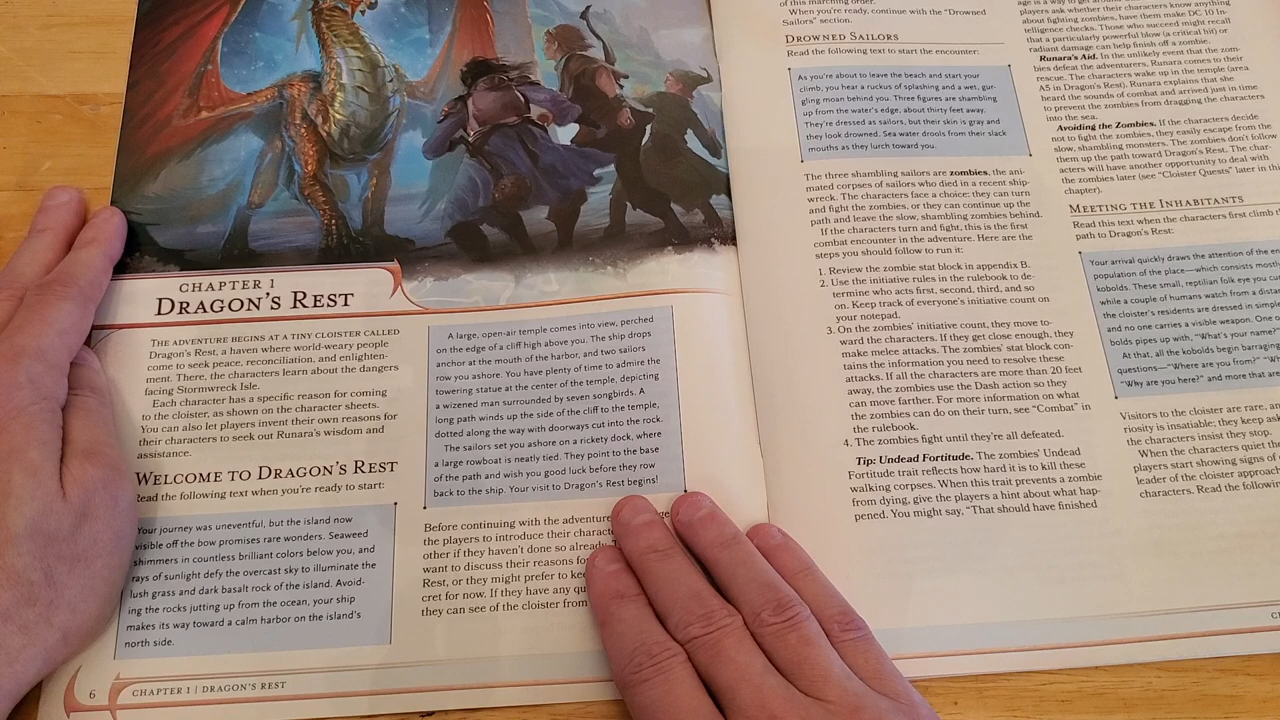 CHAPTER 1
DRAGON'S REST
THE ADVENTURE BEGINS AT A TINY CLOISTER CALLED
Dragon's Rest, a haven where world-weary people
come to seek peace, reconciliation, and enlighten-
ment. There, the characters learn about the dangers
facing Stormwreck Isle.
Each character has a specific reason for coming
to the cloister, as shown on the character sheets.
You can also let players invent their own reasons for
their characters to seek out Runara's wisdom and
assistance.
WELCOME TO DRAGON'S REST
Read the following text when you're ready to start:
Your journey was uneventful, but the island now
visible off the bow promises rare wonders. Seaweed
shimmers in countless brilliant colors below you, and
rays of sunlight defy the overcast sky to illuminate the
lush grass and dark basalt rock of the island. Avoid-
ing the rocks jutting up from the ocean, your ship
makes its way toward a calm harbor on the island's
north side.
A large, open-air temple comes into view, perched
on the edge of a cliff high above you. The ship drops
anchor at the mouth of the harbor, and two sailors
row you ashore. You have plenty of time to admire the
towering statue at the center of the temple, depicting
a wizened man surrounded by seven songbirds. A
long path winds up the side of the cliff to the temple,
dotted along the way with doorways cut into the rock.
The sailors set you ashore on a rickety dock, where
a large rowboat is neatly tied. They point to the base
of the path and wish you good luck before they row
back to the ship. Your visit to Dragon's Rest begins!
Before continuing with the adventure
the players to introduce their
other if they haven't done so already.
want to discuss their reasons for
Rest, or they might prefer to
cret for now. If they have any
they can see of the cloister from
6
CHAPTER 1 | DRAGON'S REST
of this marching order.
When you're ready, continue with the "Drowned
Sailors" section.
DROWNED SAILORS
Read the following text to start the encounter:
As you're about to leave the beach and start your
climb, you hear a ruckus of splashing and a wet, gur-
gling moan behind you. Three figures are shambling
up from the water's edge, about thirty feet away.
They're dressed as sailors, but their skin is gray and
they look drowned. Sea water drools from their slack
mouths as they lurch toward you.
The three shambling sailors are zombies, the ani-
mated corpses of sailors who died in a recent ship-
wreck. The characters face a choice: they can turn
and fight the zombies, or they can continue up the
path and leave the slow, shambling zombies behind.
If the characters turn and fight, this is the first
combat encounter in the adventure. Here are the
steps you should follow to run it:
1. Review the zombie stat block in appendix B.
2. Use the initiative rules in the rulebook to de-
termine who acts first, second, third, and so
on. Keep track of everyone's initiative count on
your notepad.
3. On the zombies' initiative count, they move to-
ward the characters. If they get close enough, they
make melee attacks. The zombies' stat block con-
tains the information you need to resolve these
attacks. If all the characters are more than 20 feet
away, the zombies use the Dash action so they
can move farther. For more information on what
the zombies can do on their turn, see "Combat" in
the rulebook.
4. The zombies fight until they're all defeated.
Tip: Undead Fortitude. The zombies' Undead
Fortitude trait reflects how hard it is to kill these
walking corpses. When this trait prevents a zombie
from dying, give the players a hint about what hap-
pened. You might say, "That should have finished
players ask whether their characters know anything
about fighting zombies, have them make DC 10 In-
telligence checks. Those who succeed might recall
that a particularly powerful blow (a critical hit) or
radiant damage can help finish off a zombie.
Runara's Aid. In the unlikely event that the zom-
bies defeat the adventurers, Runara comes to their
rescue. The characters wake up in the temple (area
A5 in Dragon's Rest). Runara explains that she
heard the sounds of combat and arrived just in time
to prevent the zombies from dragging the characters
into the sea.
Avoiding the Zombies. If the characters decide
not to fight the zombies, they easily escape from the
slow, shambling monsters. The zombies don't follow
them up the path toward Dragon's Rest. The char-
acters will have another opportunity to deal with
the zombies later (see "Cloister Quests" later in this
chapter).
MEETING THE INHABITANTS
Read this text when the characters first climb
path to Dragon's Rest:
Your arrival quickly draws the attention of the
population of the place—which consists mostly
kobolds. These small, reptilian folk eye you
while a couple of humans watch from a
the cloister's residents are dressed in
and no one carries a visible weapon. One
bolds pipes up with, "What's your
At that, all the kobolds begin
questions—"Where are you from?"
"Why are you here?" and more that
Visitors to the cloister are rare,
riosity is insatiable; they keep
the characters insist they stop.
When the characters quiet
players start showing signs
leader of the cloister
characters. Read the